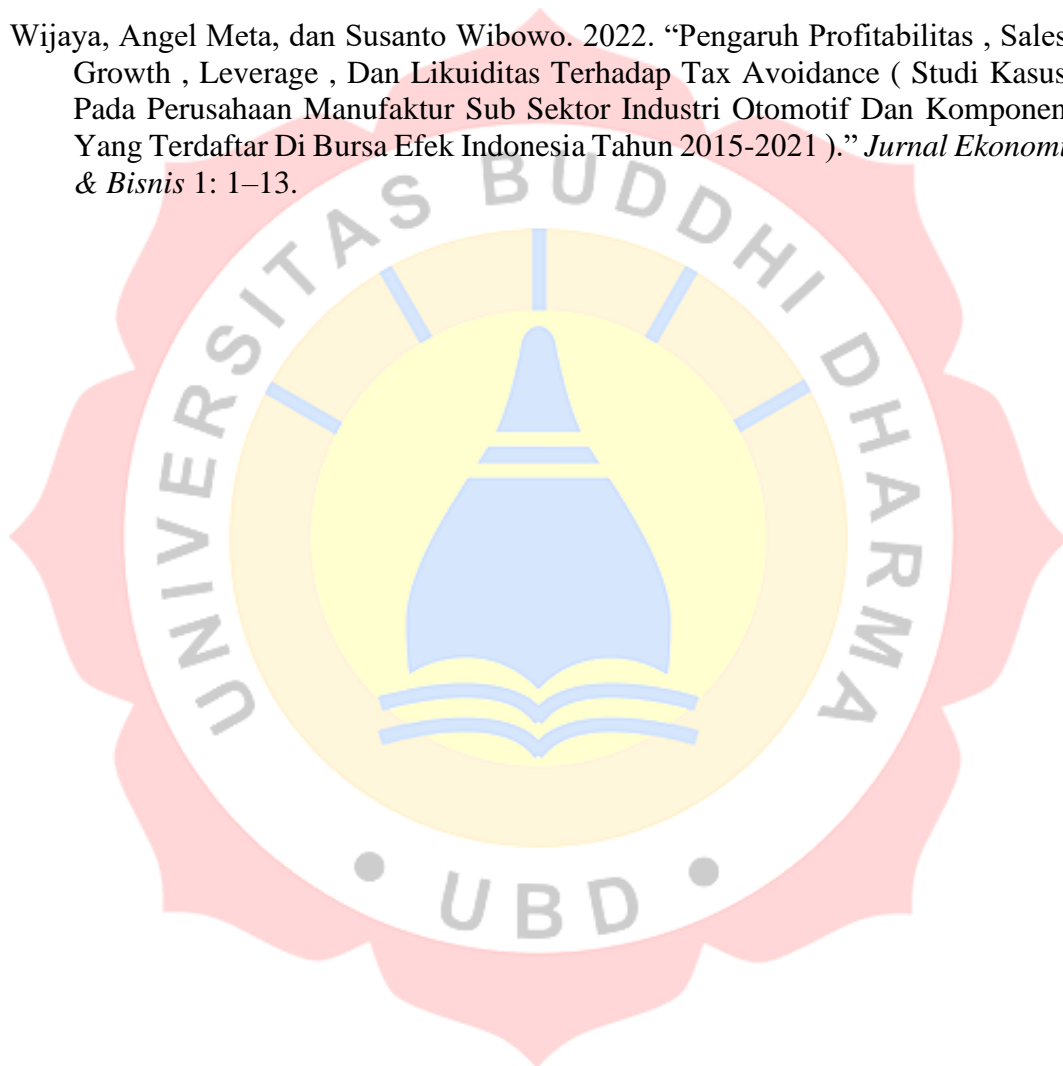 Wijaya, Angel Meta, dan Susanto Wibowo. 2022. “Pengaruh Profitabilitas , Sales
Growth , Leverage , Dan Likuiditas Terhadap Tax Avoidance ( Studi Kasus
Pada Perusahaan Manufaktur Sub Sektor Industri Otomotif Dan Komponen
Yang Terdaftar Di Bursa Efek Indonesia Tahun 2015-2021 ).” Jurnal Ekonomi
& Bisnis 1: 1–13.
UNIVERSITAS BUDDHI DHARMA
• UBD •